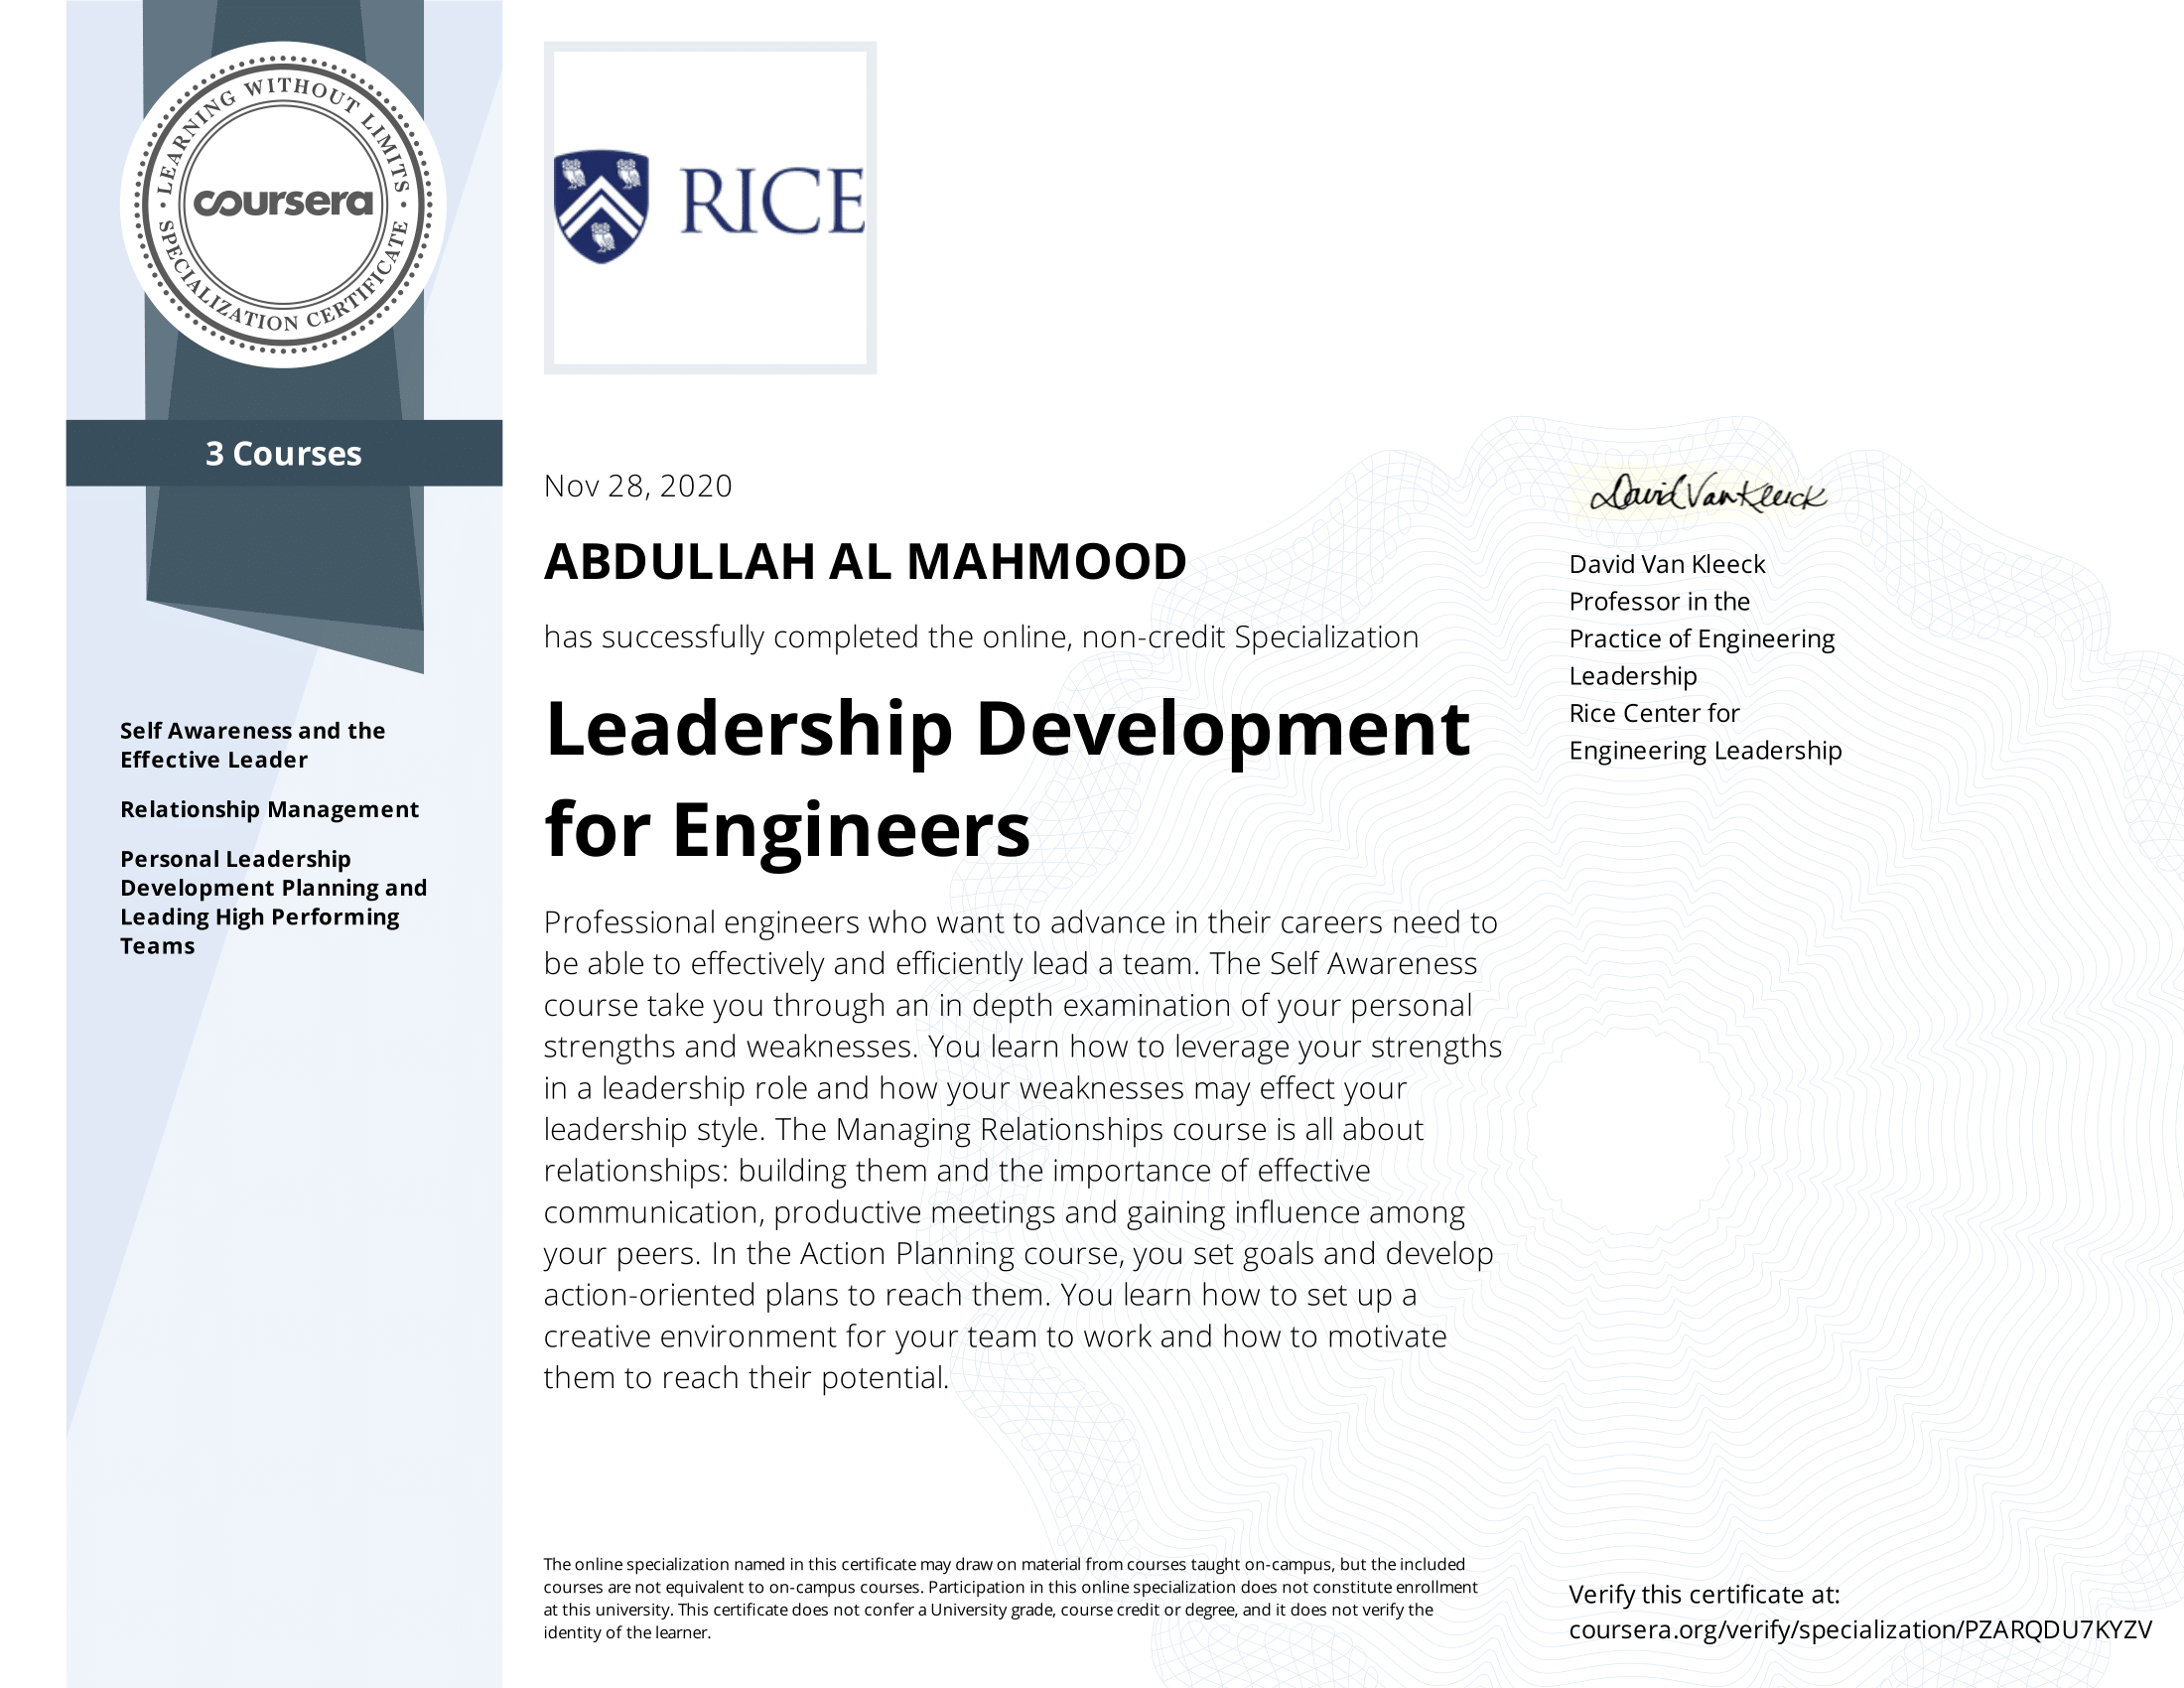 LEARNING WITHOUT LIMITS
coursera
SPECIALIZATION CERTIFICATE
3 Courses
Self Awareness and the
Effective Leader
Relationship Management
Personal Leadership
Development Planning and
Leading High Performing
Teams
RICE
Nov 28, 2020
ABDULLAH AL MAHMOOD
has successfully completed the online, non-credit Specialization
Leadership Development
for Engineers
Professional engineers who want to advance in their careers need to
be able to effectively and efficiently lead a team. The Self Awareness
course take you through an in depth examination of your personal
strengths and weaknesses. You learn how to leverage your strengths
in a leadership role and how your weaknesses may effect your
leadership style. The Managing Relationships course is all about
relationships: building them and the importance of effective
communication, productive meetings and gaining influence among
your peers. In the Action Planning course, you set goals and develop
action-oriented plans to reach them. You learn how to set up a
creative environment for your team to work and how to motivate
them to reach their potential.
The online specialization named in this certificate may draw on material from courses taught on-campus, but the included
courses are not equivalent to on-campus courses. Participation in this online specialization does not constitute enrollment
at this university. This certificate does not confer a University grade, course credit or degree, and it does not verify the
identity of the learner.
David Van Kleeck
David Van Kleeck
Professor in the
Practice of Engineering
Leadership
Rice Center for
Engineering Leadership
Verify this certificate at:
coursera.org/verify/specialization/PZARQDU7KYZV